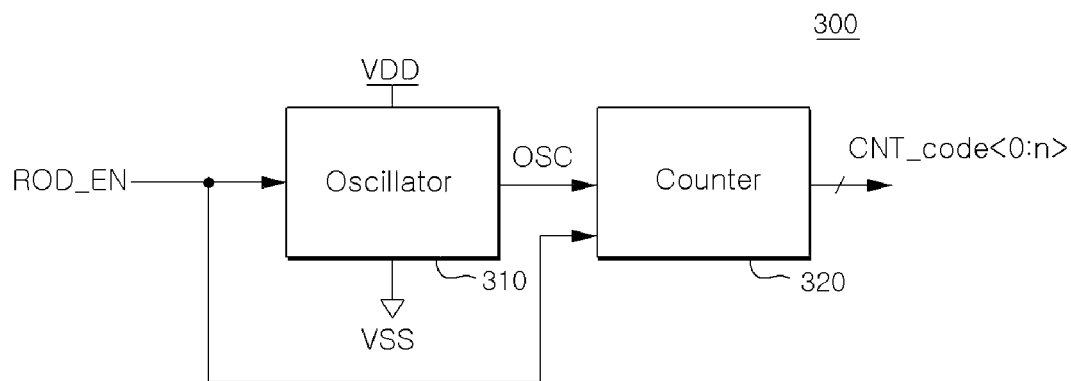 300
VDD
ROD_EN
Oscillator
OSC
Counter
CNT_code<0:n>
310
320
VSS